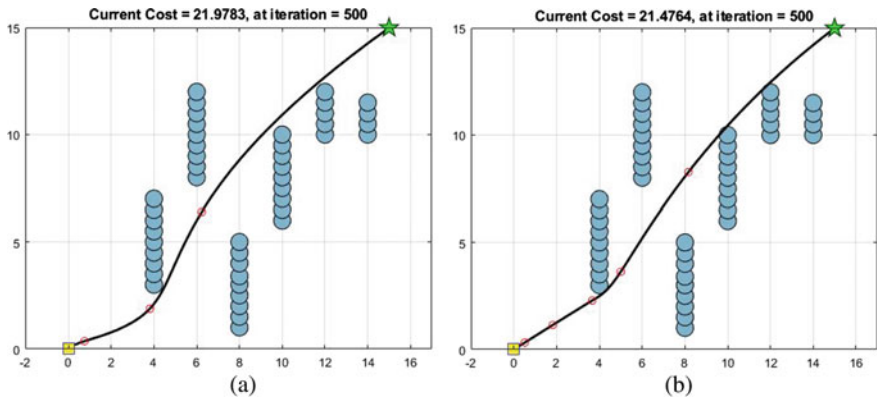 Current Cost = 21.9783, at iteration = 500
15
10
5
0
-2 0 2 4 6 8 10 12 14 16
(a)
Current Cost = 21.4764, at iteration = 500
15
10
5
0
-2 0 2 4 6 8 10 12 14 16
(b)